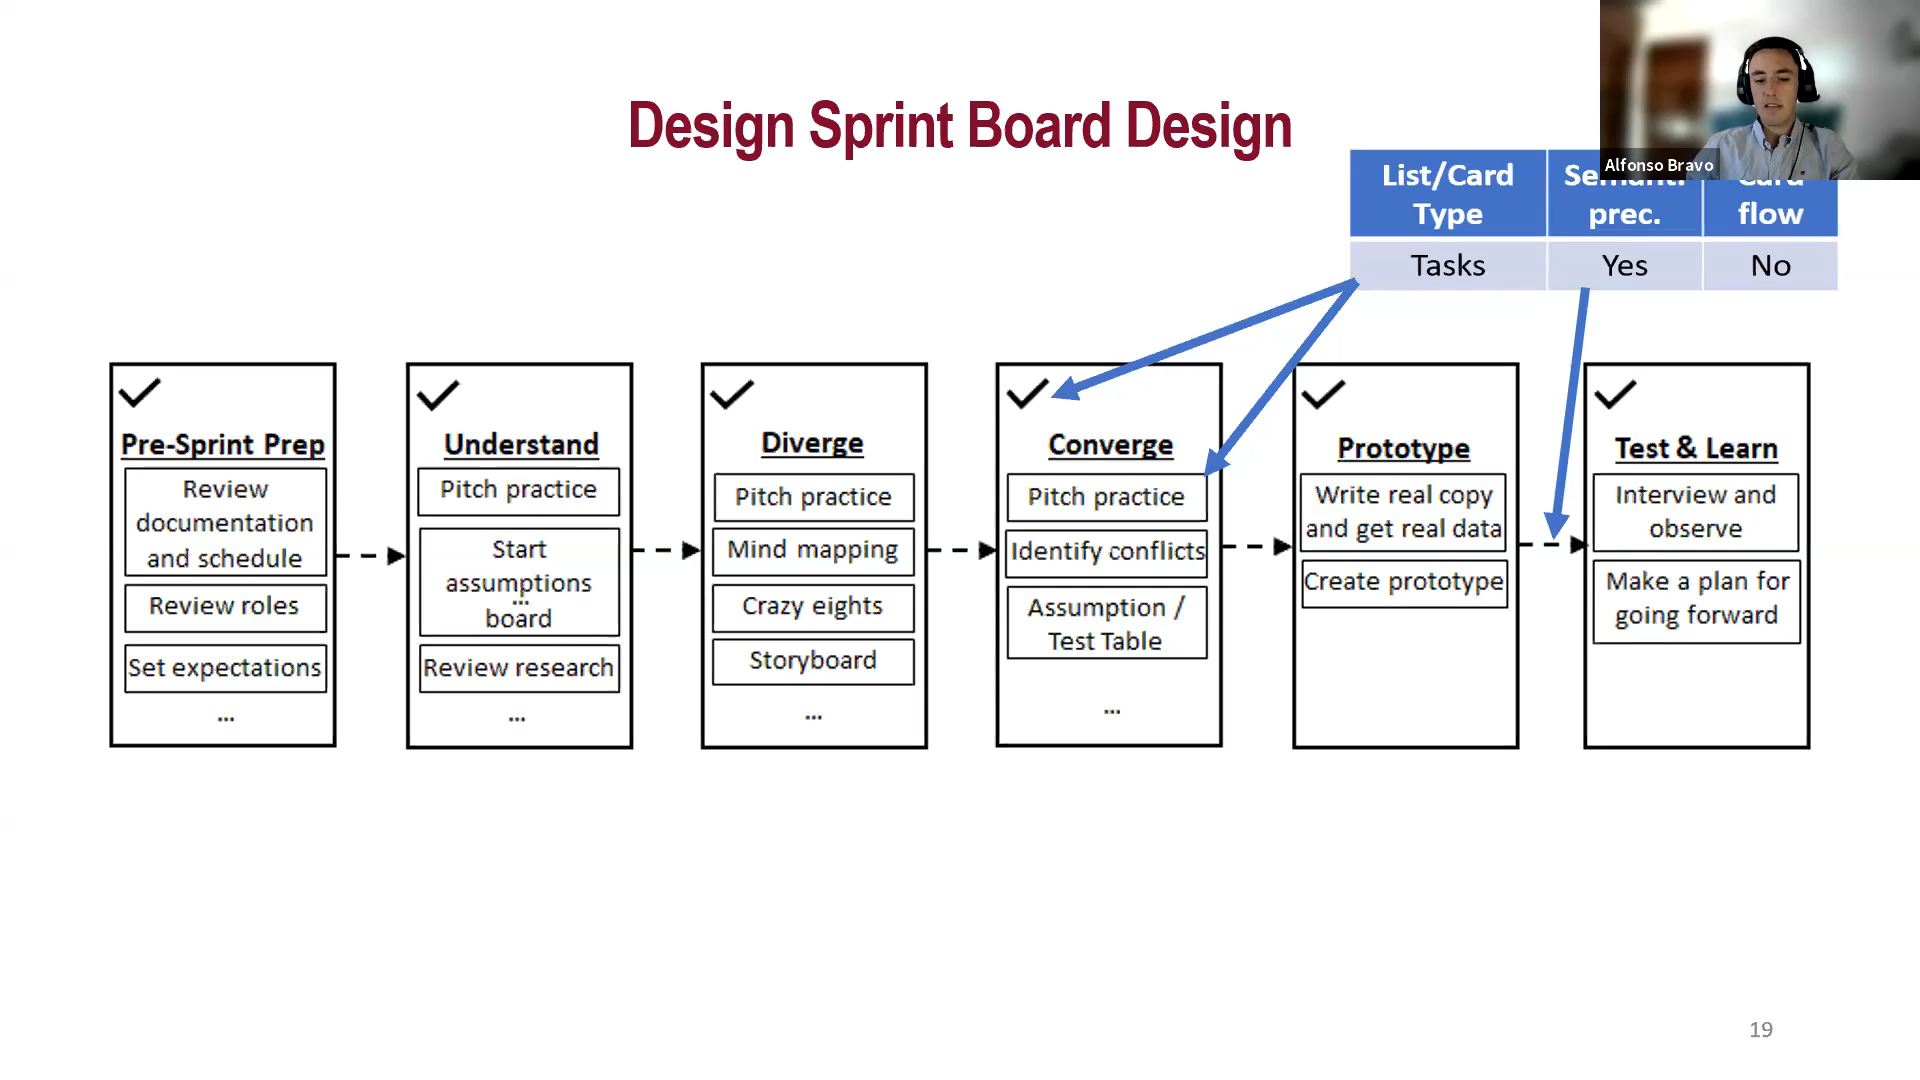 Design Sprint Board Design
Alfonso Bravo
List/Card
Type
prec.
flow
Tasks
Yes
No
Pre-Sprint Prep
Review
documentation
and schedule
Review roles
Set expectations
...
Understand
Pitch practice
Start
assumptions
...
board
Review research
...
Diverge
Pitch practice
Mind mapping
Crazy eights
Storyboard
...
Converge
Pitch practice
Identify conflicts
Assumption /
Test Table
...
Prototype
Write real copy
and get real data
Create prototype
Test & Learn
Interview and
observe
Make a plan for
going forward
19